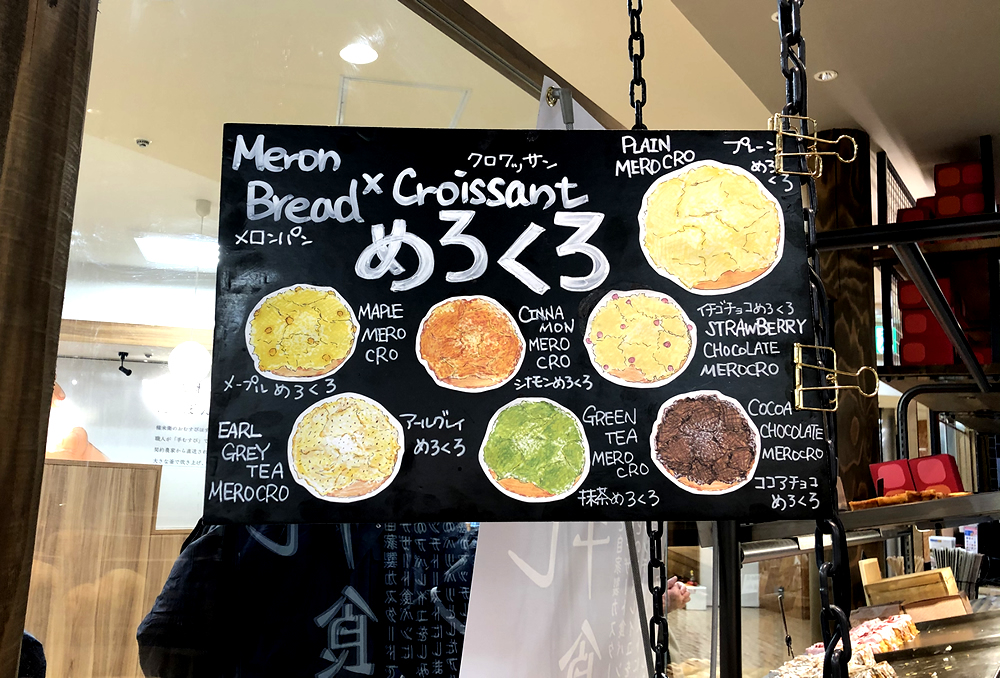 Meron
Bread × Croissant
クロワッサン
メロンパン
めろくろ
PLAIN
MEROCRO
プレーン
めろ
くろ
MAPLE
MERO
CRO
メープルめろくろ
CINNA
MON
MERO
CRO
シナモンめろくろ
イチゴチョコめろくろ
STRAWBERRY
CHOCOLATE
MEROCRO
EARL
GREY
TEA
MEROCRO
アールグレイ
めろくろ
GREEN
TEA
MERO
CRO
抹茶めろくろ
COCOA
CHOCOLATE
MEROCRO
ココアチョコ
めろくろ
食